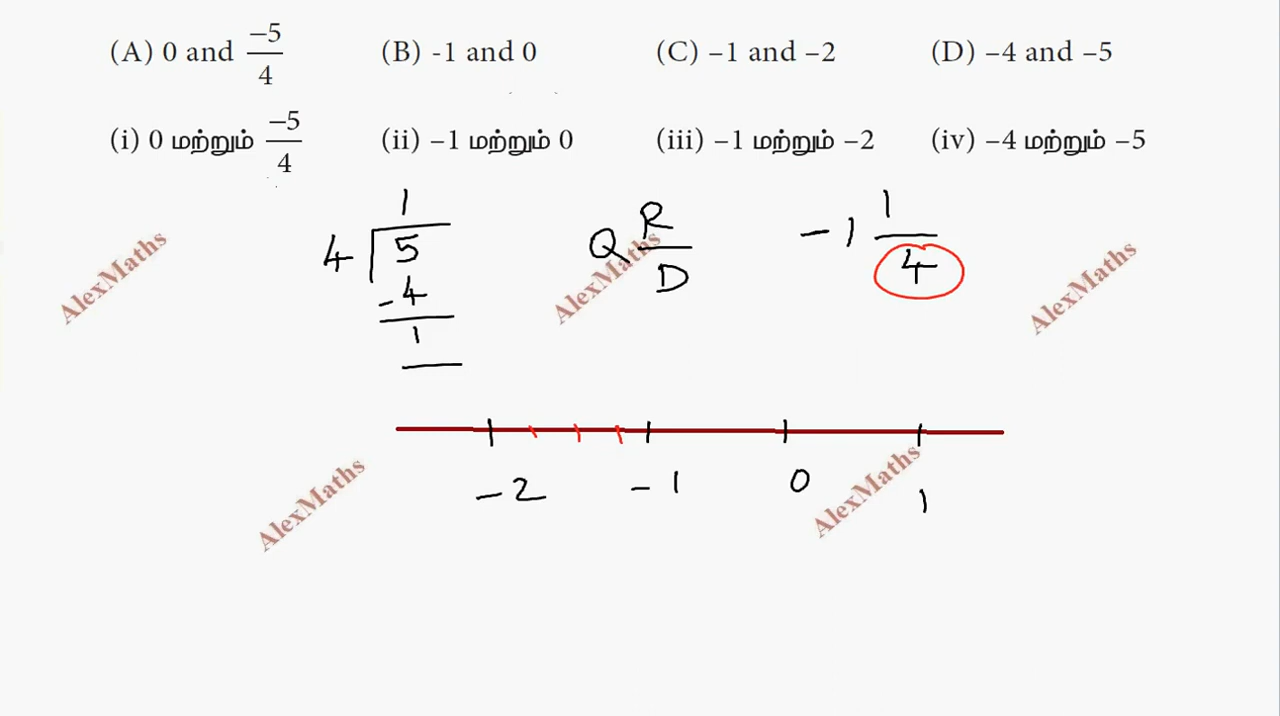 (A) 0 and -5/4 (B) -1 and 0 (C) –1 and –2 (D) –4 and –5
(i) 0 மற்றும் -5/4 (ii) –1 மற்றும் 0 (iii) –1 மற்றும் –2 (iv) –4 மற்றும் –5
1
4 5
-4
1
Q R/D
-1 1/4
AlexMaths
AlexMaths
AlexMaths
-2 -1 0 1
AlexMaths
AlexMaths